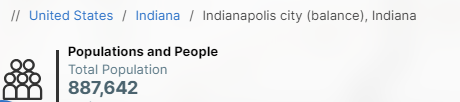 // United States / Indiana / Indianapolis city (balance), Indiana
Populations and People
Total Population
887,642